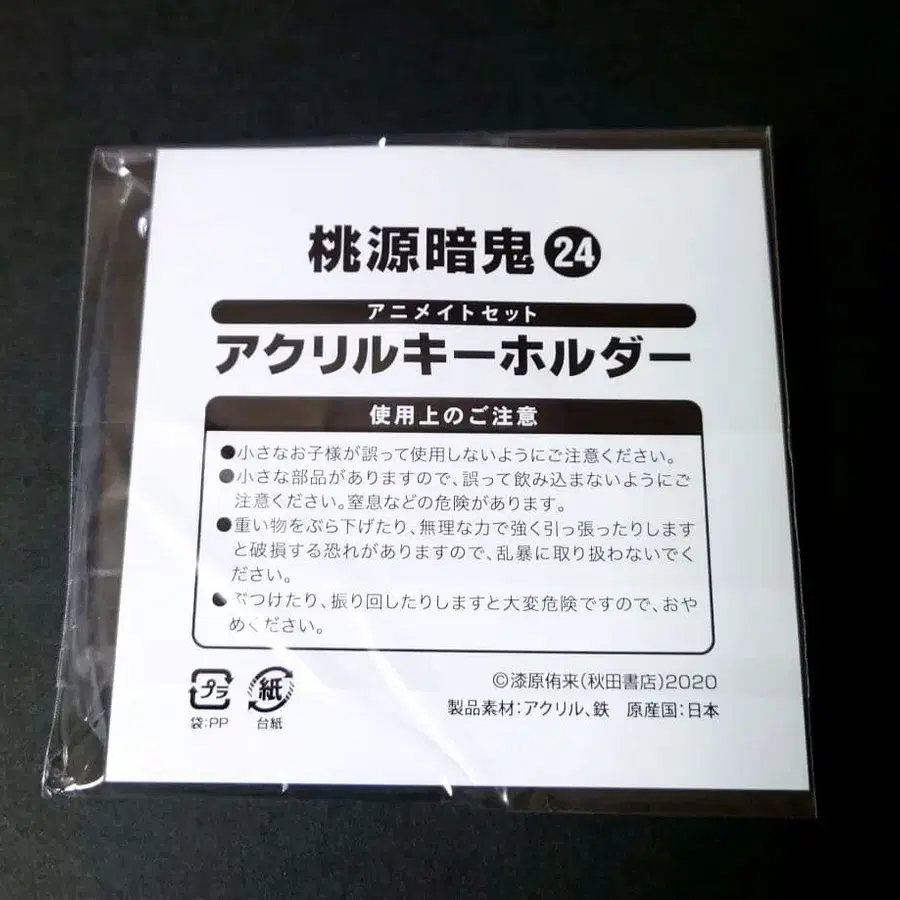 桃源暗鬼 24
アニメイトセット
アクリルキーホルダー
使用上のご注意
●小さなお子様が誤って使用しないようにご注意ください。
●小さな部品がありますので、誤って飲み込まないようにご
注意ください。窒息などの危険があります。
●重い物をぶら下げたり、無理な力で強く引っ張ったりします
と破損する恐れがありますので、乱暴に取り扱わないでく
ださい。
●ぶつけたり、振り回したりしますと大変危険ですので、おや
めください。
プラ 紙
袋:PP 台紙
©漆原侑来(秋田書店)2020
製品素材:アクリル、鉄 原産国:日本